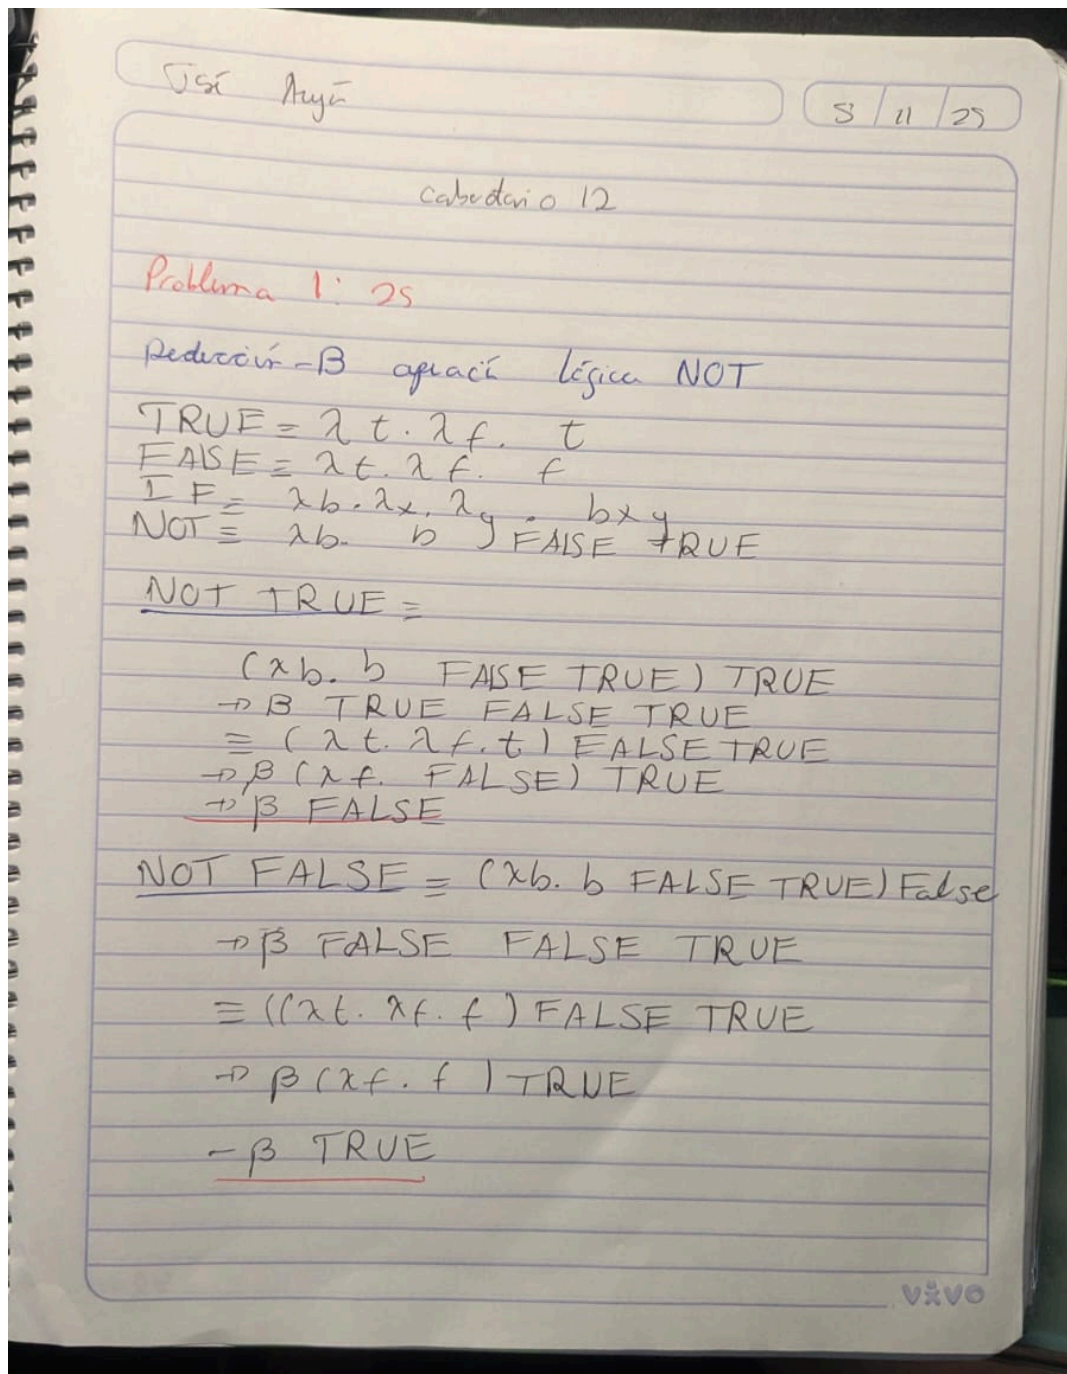 José
5 / 11 / 25
Laboratorio 12
Problema 1: 25
Reducción-β operación lógica NOT
TRUE = λt. λf. t
FALSE = λt. λf. f
IF = λb. λx. λy. bxy
NOT ≡ λb. b FALSE TRUE
NOT TRUE =
(λb. b FALSE TRUE) TRUE
→ β TRUE FALSE TRUE
≡ (λt. λf. t) FALSE TRUE
→ β (λf. FALSE) TRUE
→ β FALSE
NOT FALSE = (λb. b FALSE TRUE) False
→ β FALSE FALSE TRUE
≡ ((λt. λf. f) FALSE TRUE
→ β (λf. f) TRUE
- β TRUE
vivo